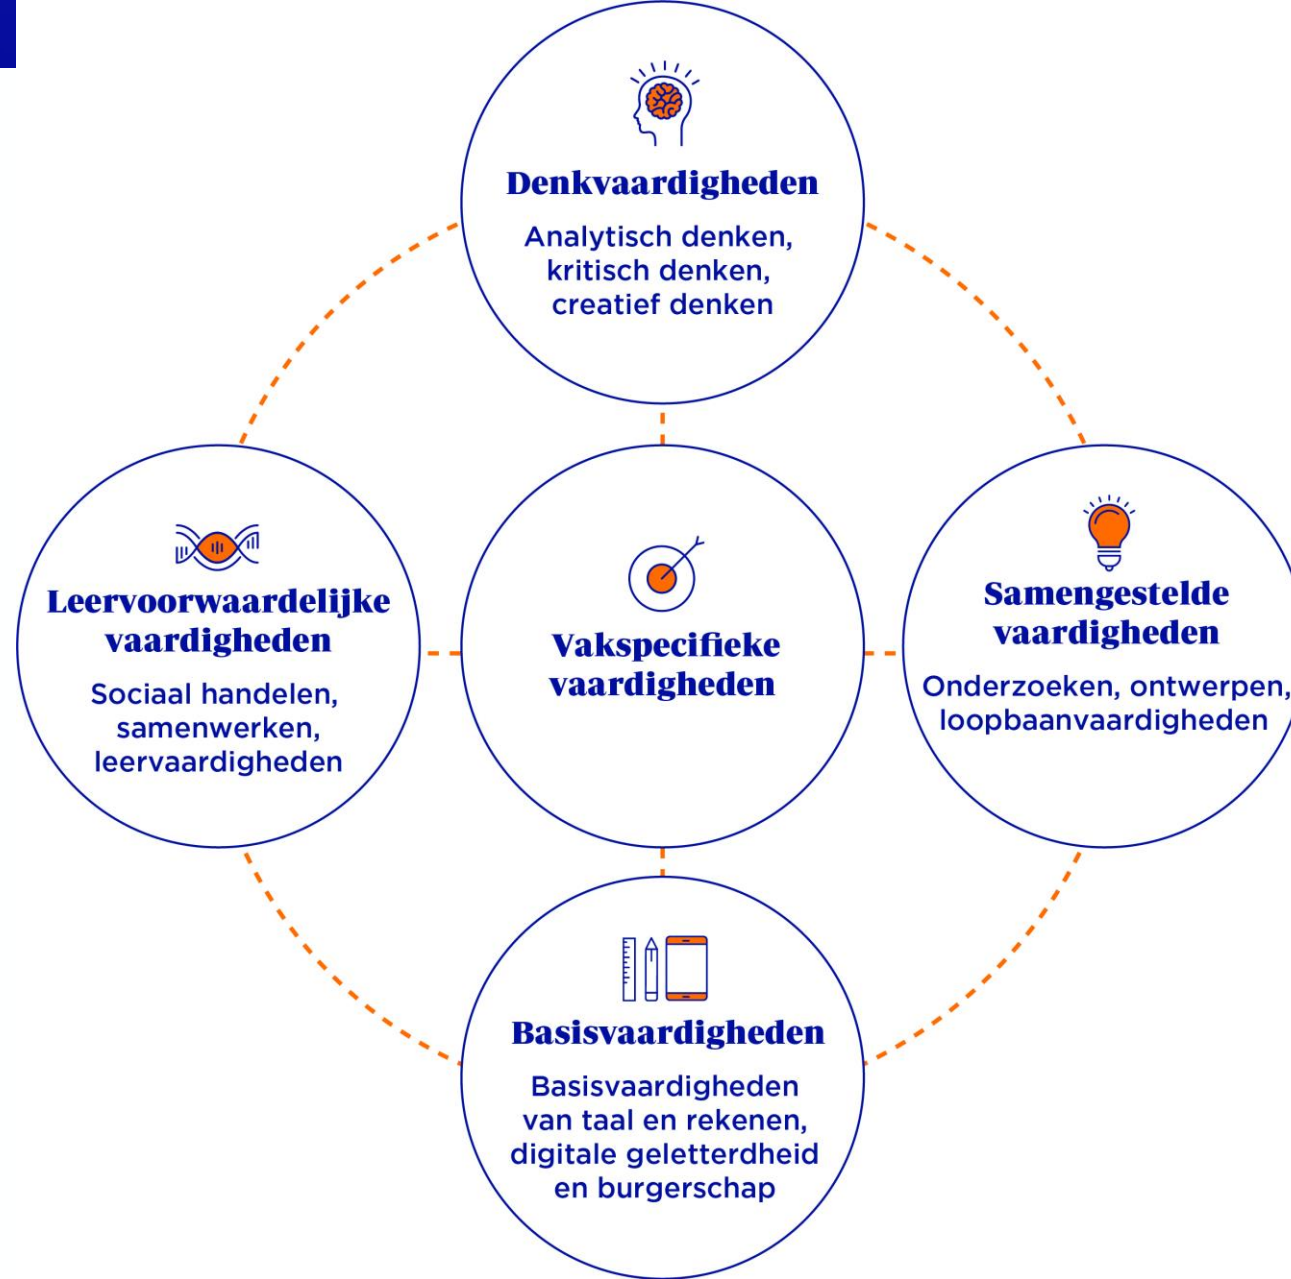 Denkvaardigheden
Analytisch denken,
kritisch denken,
creatief denken
Leervoorwaardelijke
vaardigheden
Sociaal handelen,
samenwerken,
leervaardigheden
Vakspecifieke
vaardigheden
Samengestelde
vaardigheden
Onderzoeken, ontwerpen,
loopbaanvaardigheden
Basisvaardigheden
Basisvaardigheden
van taal en rekenen,
digitale geletterdheid
en burgerschap